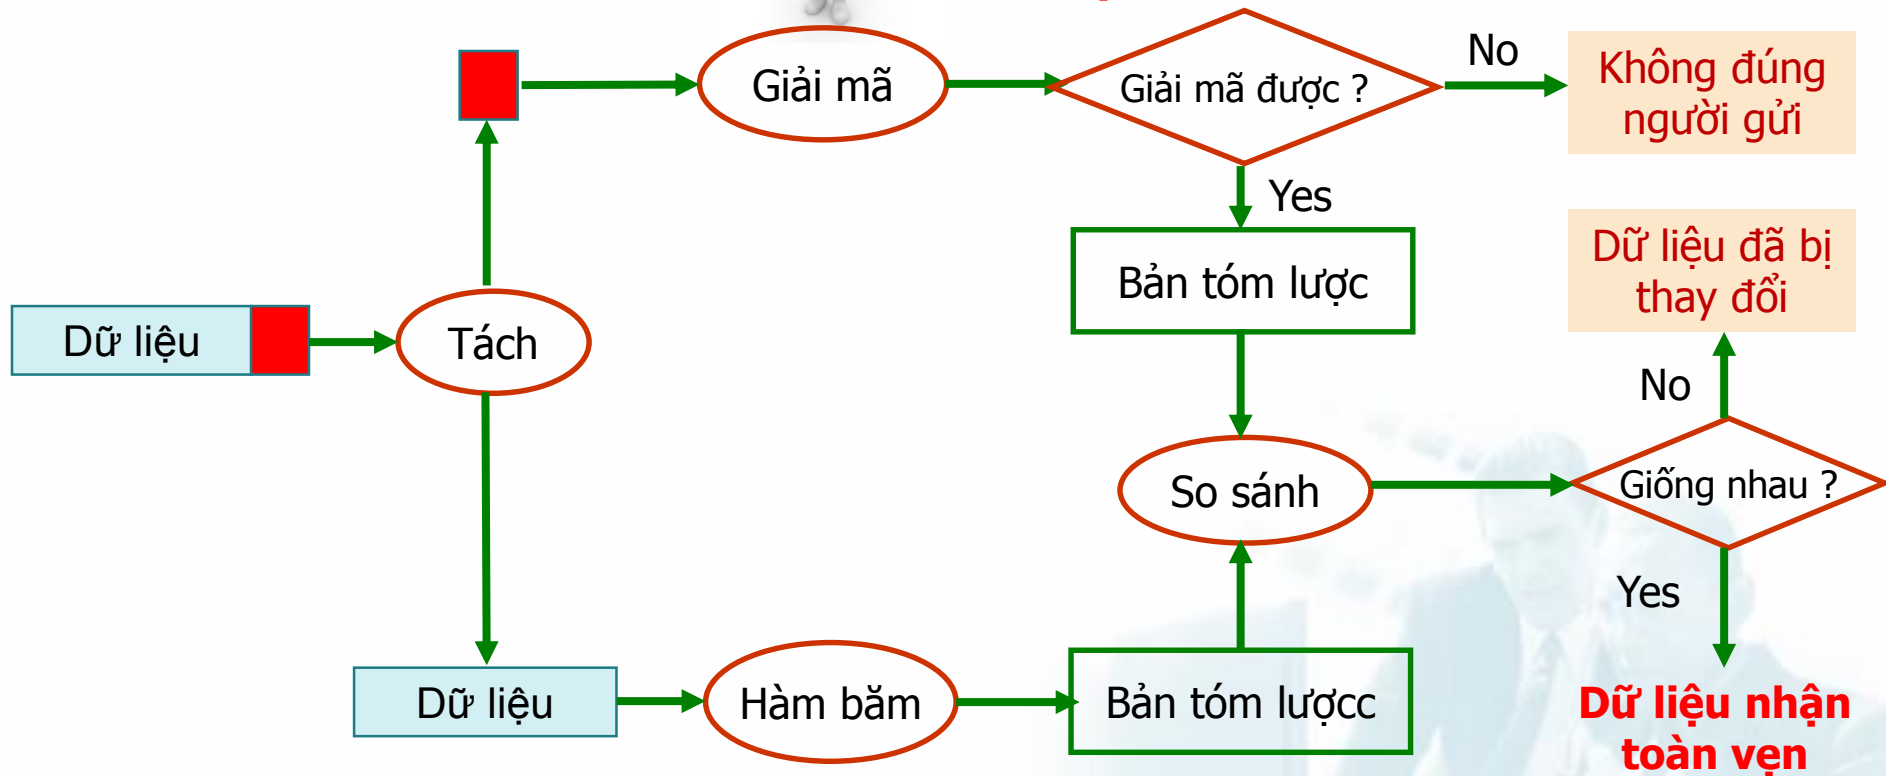 Giải mã
Giải mã được ?
No
Không đúng
người gửi
Yes
Bản tóm lược
Dữ liệu đã bị
thay đổi
Dữ liệu
Tách
No
So sánh
Giống nhau ?
Yes
Dữ liệu
Hàm băm
Bản tóm lượcc
Dữ liệu nhận
toàn vẹn